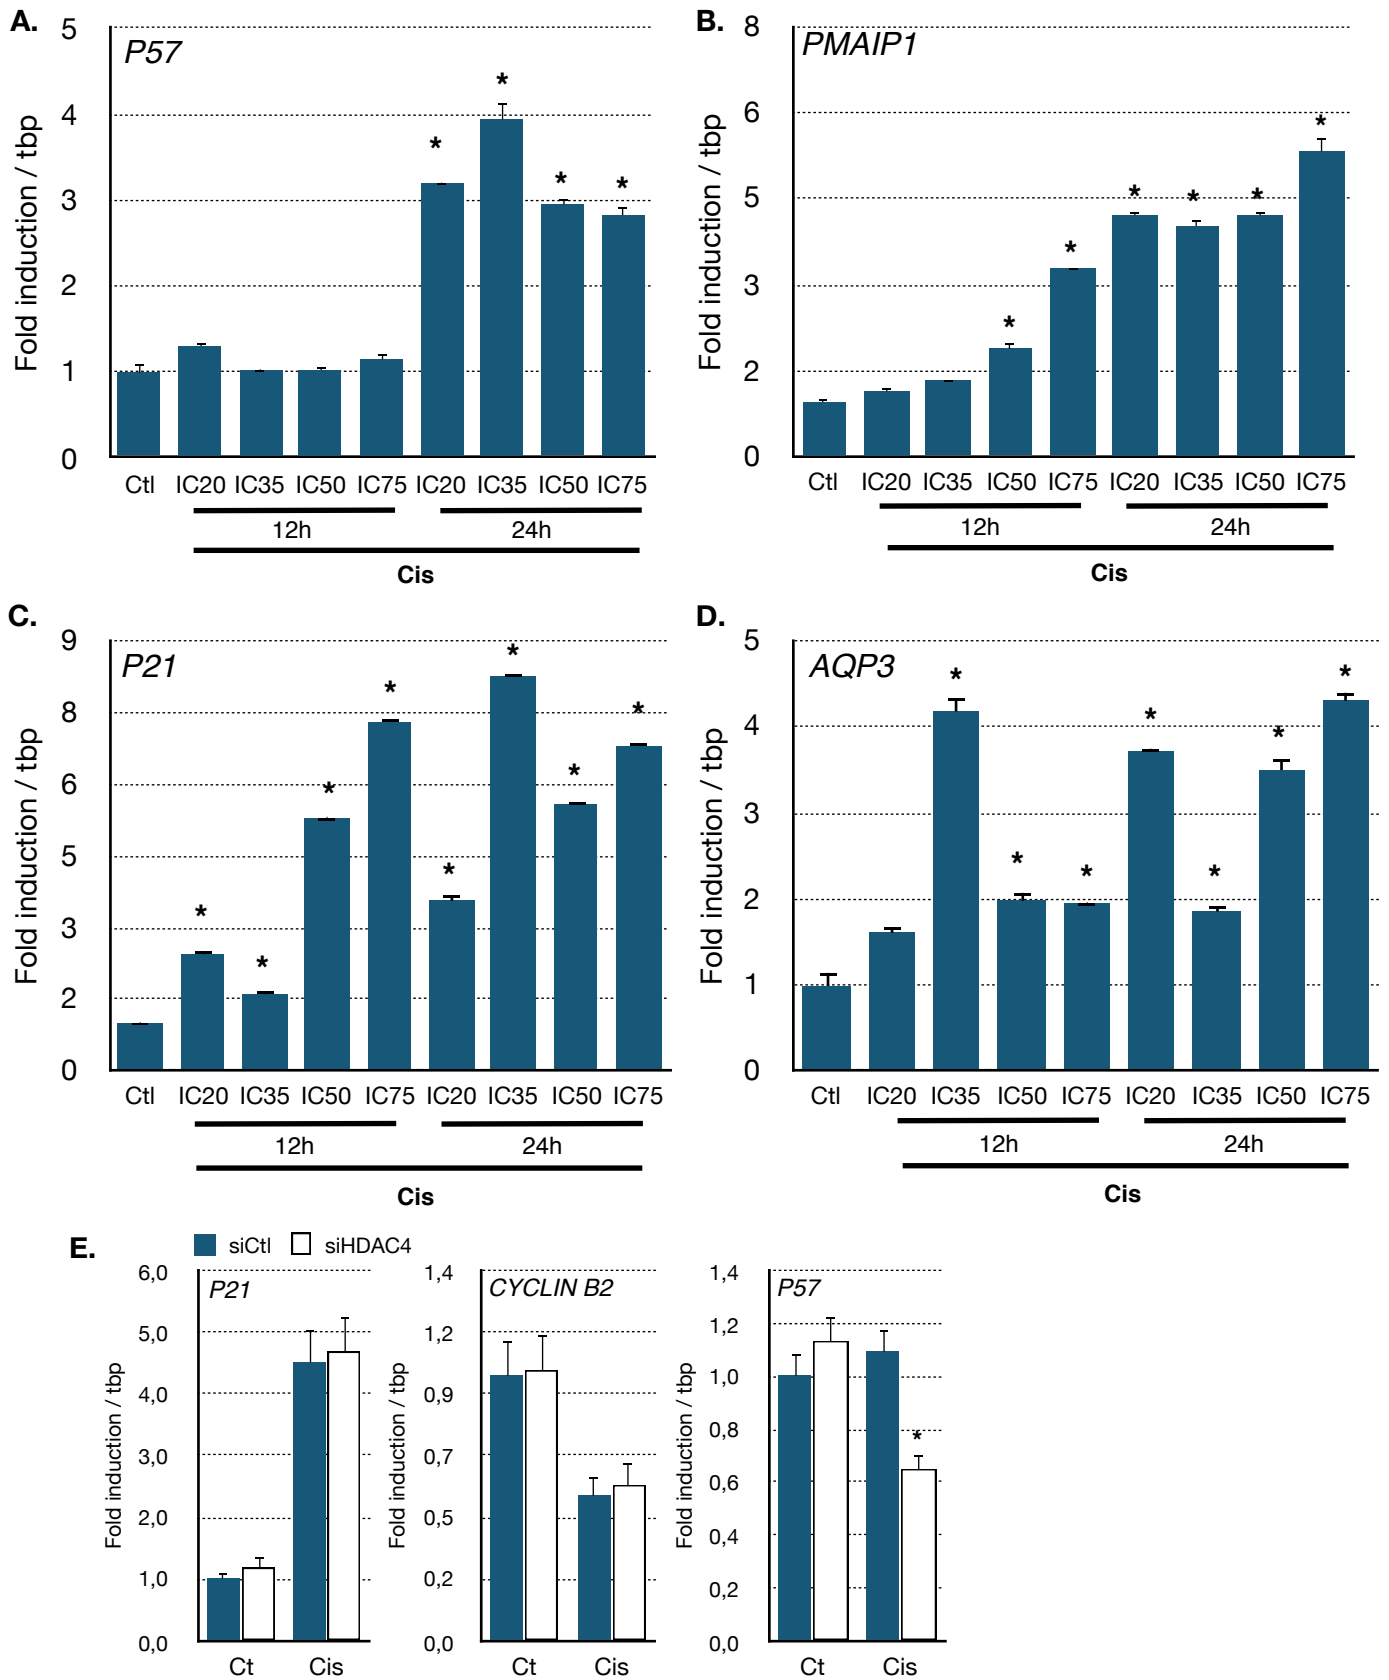 A.
P57
Fold induction / tbp
5
4
3
2
1
0
* * * *
Ctl IC20 IC35 IC50 IC75 IC20 IC35 IC50 IC75
12h 24h
Cis
B.
PMAIP1
Fold induction / tbp
8
6
5
3
2
0
* * * * * *
Ctl IC20 IC35 IC50 IC75 IC20 IC35 IC50 IC75
12h 24h
Cis
C.
P21
Fold induction / tbp
9
8
6
5
3
2
0
* * * * * * * *
Ctl IC20 IC35 IC50 IC75 IC20 IC35 IC50 IC75
12h 24h
Cis
D.
AQP3
Fold induction / tbp
5
4
3
2
1
0
* * * * * * *
Ctl IC20 IC35 IC50 IC75 IC20 IC35 IC50 IC75
12h 24h
Cis
E.
siCtl siHDAC4
P21
Fold induction / tbp
6,0
5,0
4,0
3,0
2,0
1,0
0,0
Ct Cis
CYCLIN B2
Fold induction / tbp
1,4
1,2
0,9
0,7
0,5
0,2
0,0
Ct Cis
P57
Fold induction / tbp
1,4
1,2
1,0
0,8
0,6
0,4
0,2
0,0
*
Ct Cis